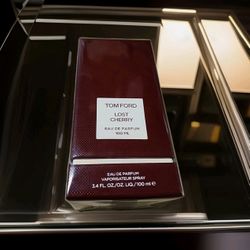 TOM FORD
LOST
CHERRY
EAU DE PARFUM
100 ML
EAU DE PARFUM
VAPORISATEUR SPRAY
3.4 FL.OZ./OZ. LIQ./100 ml ℮